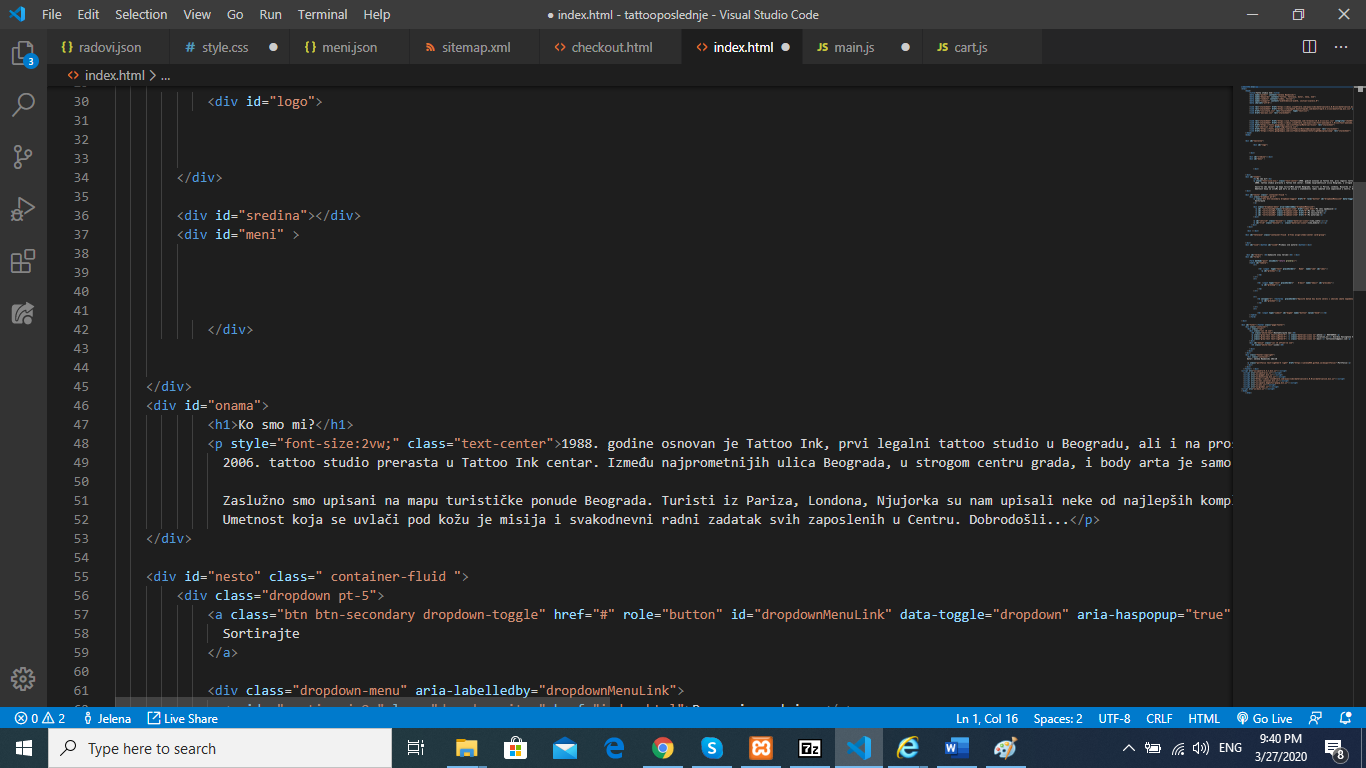 File Edit Selection View Go Run Terminal Help ● index.html - tattooposlednje - Visual Studio Code
{} radovi.json # style.css ● {} meni.json sitemap.xml <> checkout.html <> index.html ● JS main.js ● JS cart.js ...
3
<> index.html > ...
30 <div id="logo">
31
32
33
34 </div>
35
36 <div id="sredina"></div>
37 <div id="meni" >
38
39
40
41
42 </div>
43
44
45 </div>
46 <div id="onama">
47 <h1>Ko smo mi?</h1>
48 <p style="font-size:2vw;" class="text-center">1988. godine osnovan je Tattoo Ink, prvi legalni tattoo studio u Beogradu, ali i na
49 2006. tattoo studio prerasta u Tattoo Ink centar. Između najprometnijih ulica Beograda, u strogom centru grada, i body arta je samo
50
51 Zaslužno smo upisani na mapu turističke ponude Beograda. Turisti iz Pariza, Londona, Njujorka su nam upisali neke od najlepših
52 Umetnost koja se uvlači pod kožu je misija i svakodnevni radni zadatak svih zaposlenih u Centru. Dobrodošli...</p>
53 </div>
54
55 <div id="nesto" class=" container-fluid ">
56 <div class="dropdown pt-5">
57 <a class="btn btn-secondary dropdown-toggle" href="#" role="button" id="dropdownMenuLink" data-toggle="dropdown" aria-haspopup="true"
58 Sortirajte
59 </a>
60
61 <div class="dropdown-menu" aria-labelledby="dropdownMenuLink">
0 2 Jelena Live Share Ln 1, Col 16 Spaces: 2 UTF-8 CRLF HTML Go Live
Type here to search 7z ENG 9:40 PM
3/27/2020 8